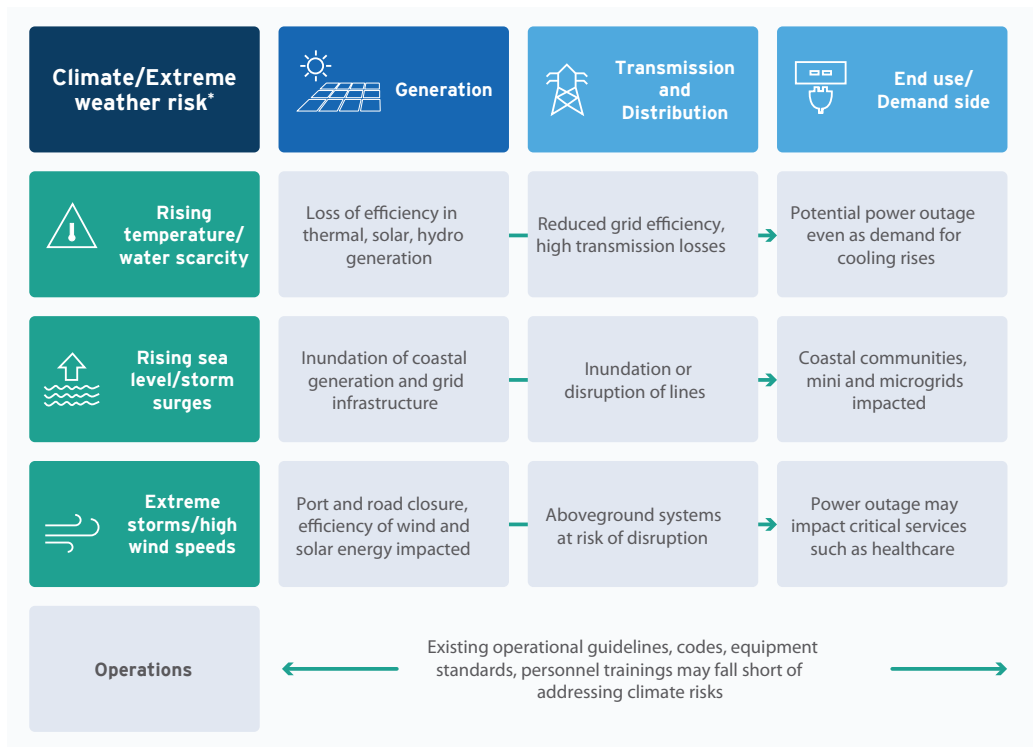 Climate/Extreme
weather risk*
Generation
Transmission
and
Distribution
End use/
Demand side
Rising
temperature/
water scarcity
Loss of efficiency in
thermal, solar, hydro
generation
Reduced grid efficiency,
high transmission losses
Potential power outage
even as demand for
cooling rises
Rising sea
level/storm
surges
Inundation of coastal
generation and grid
infrastructure
Inundation or
disruption of lines
Coastal communities,
mini and microgrids
impacted
Extreme
storms/high
wind speeds
Port and road closure,
efficiency of wind and
solar energy impacted
Aboveground systems
at risk of disruption
Power outage may
impact critical services
such as healthcare
Operations
Existing operational guidelines, codes, equipment
standards, personnel trainings may fall short of
addressing climate risks